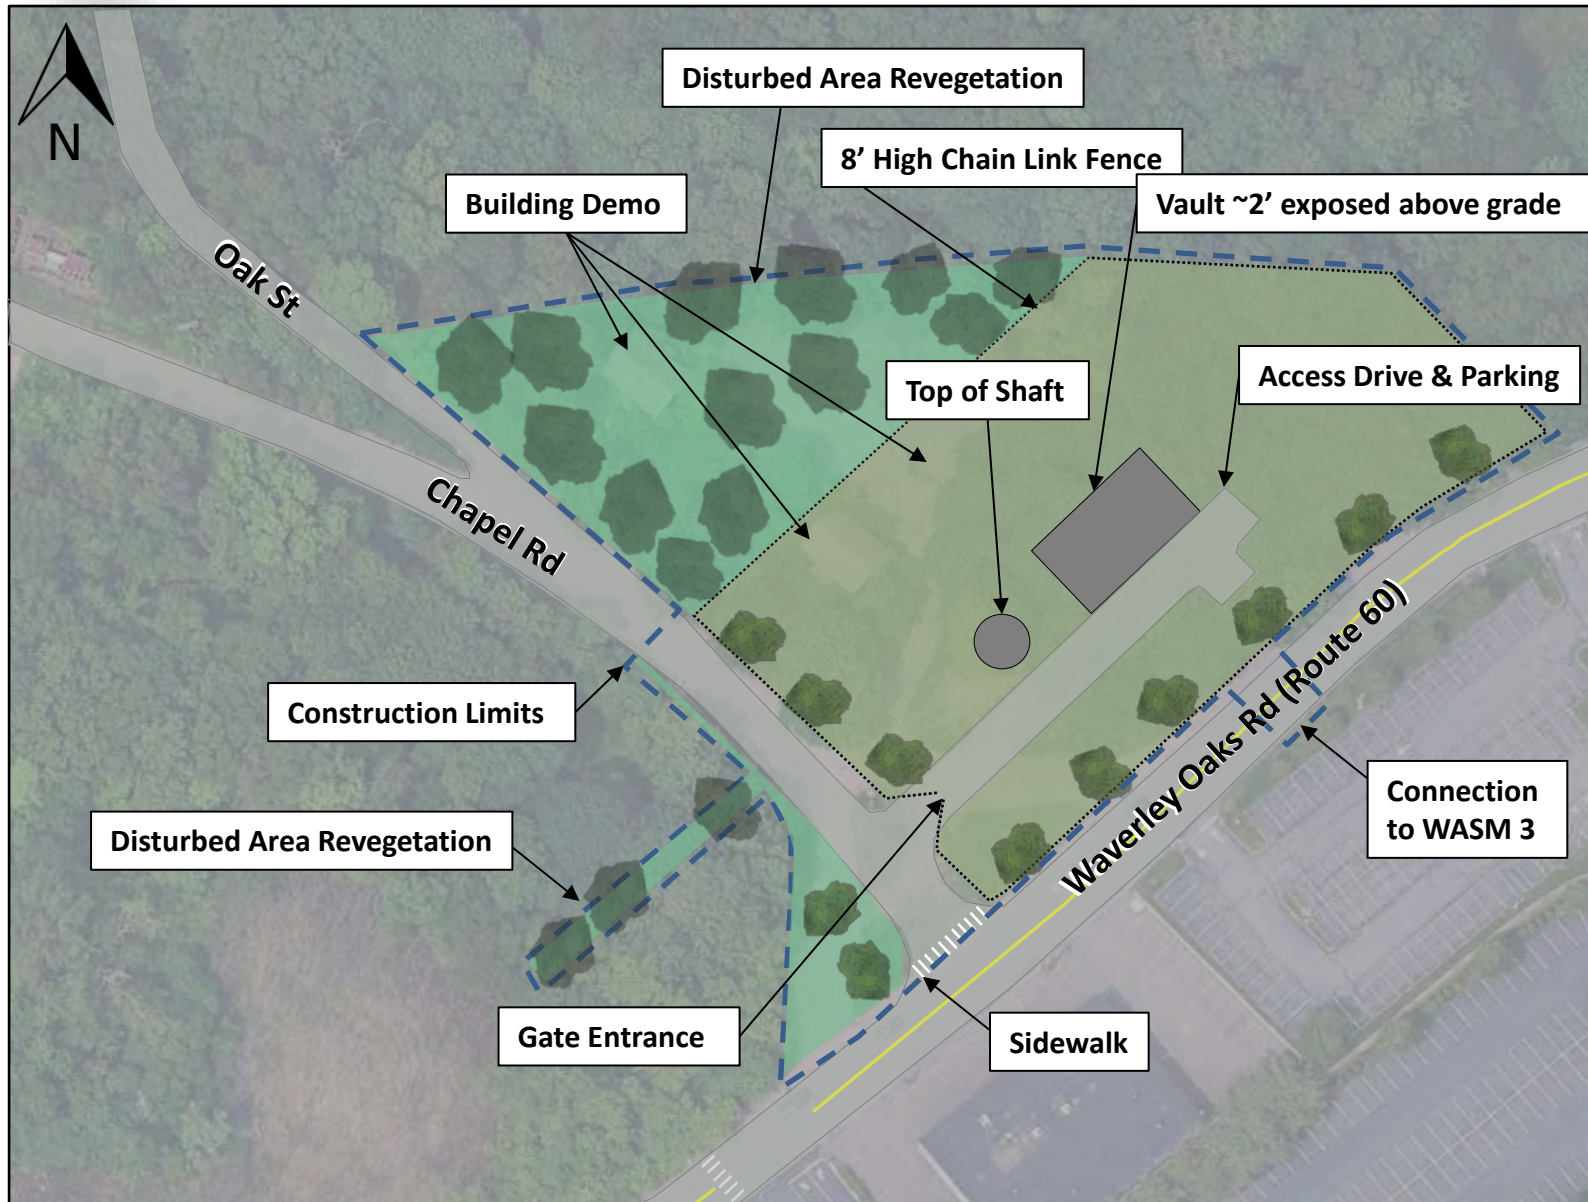 N
Disturbed Area Revegetation
8’ High Chain Link Fence
Building Demo
Vault ~2’ exposed above grade
Oak St
Top of Shaft
Access Drive & Parking
Chapel Rd
Construction Limits
Waverley Oaks Rd (Route 60)
Connection
to WASM 3
Disturbed Area Revegetation
Gate Entrance
Sidewalk